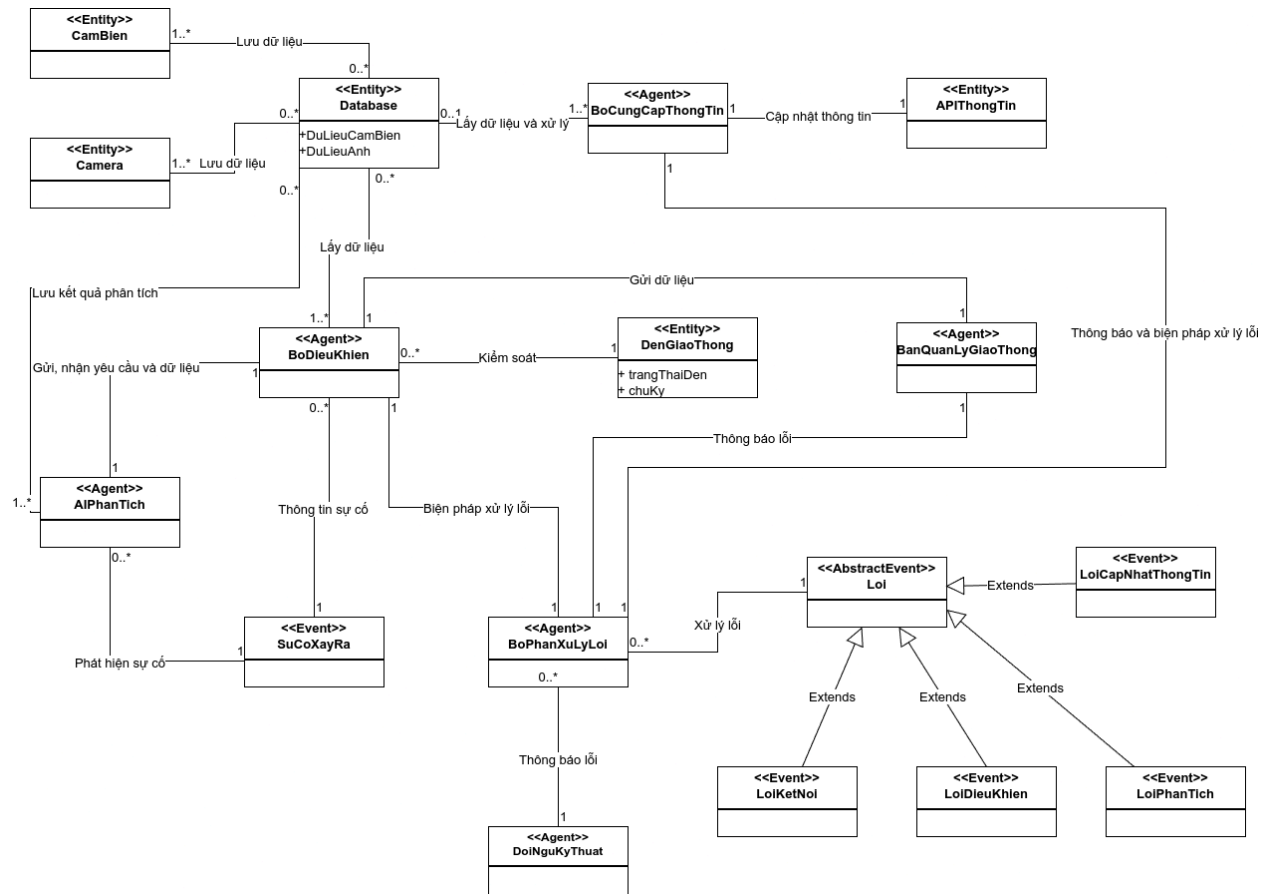 <<Entity>>
CamBien
1..*
Lưu dữ liệu
0..*
<<Entity>>
Database
+DuLieuCamBien
+DuLieuAnh
0..*
0..1
Lấy dữ liệu và xử lý
1..*
<<Agent>>
BoCungCapThongTin
1
Cập nhật thông tin
1
<<Entity>>
APIThongTin
<<Entity>>
Camera
1..*
Lưu dữ liệu
0..*
0..*
1
Lấy dữ liệu
Gửi dữ liệu
Lưu kết quả phân tích
1..*
1
1
<<Agent>>
BoDieuKhien
0..*
Kiểm soát
1
<<Entity>>
DenGiaoThong
+ trangThaiDen
+ chuKy
<<Agent>>
BanQuanLyGiaoThong
Thông báo và biện pháp xử lý lỗi
Gửi, nhận yêu cầu và dữ liệu
1
0..*
1
1
Thông báo lỗi
1
1..*
<<Agent>>
AIPhanTich
0..*
Thông tin sự cố
Biện pháp xử lý lỗi
<<AbstractEvent>>
Loi
1
Extends
<<Event>>
LoiCapNhatThongTin
1
1
1
1
<<Event>>
SuCoXayRa
1
Phát hiện sự cố
<<Agent>>
BoPhanXuLyLoi
0..*
0..*
Xử lý lỗi
Extends
Extends
Extends
Thông báo lỗi
1
<<Event>>
LoiKetNoi
<<Event>>
LoiDieuKhien
<<Event>>
LoiPhanTich
<<Agent>>
DoiNguKyThuat